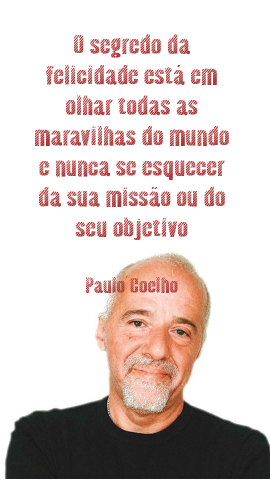 O segredo da
felicidade está em
olhar todas as
maravilhas do mundo
e nunca se esquecer
da sua missão ou do
seu objetivo
Paulo Coelho